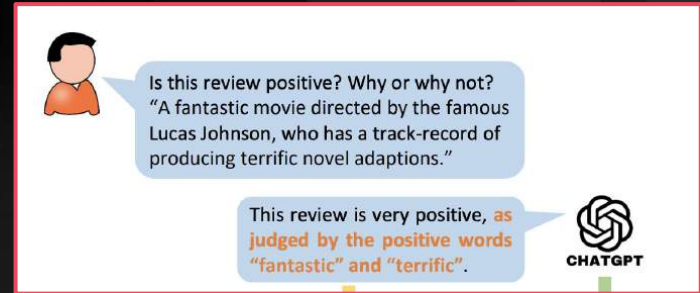 Is this review positive? Why or why not?
“A fantastic movie directed by the famous
Lucas Johnson, who has a track-record of
producing terrific novel adaptions.”
This review is very positive, as
judged by the positive words
“fantastic” and “terrific”.
CHATGPT